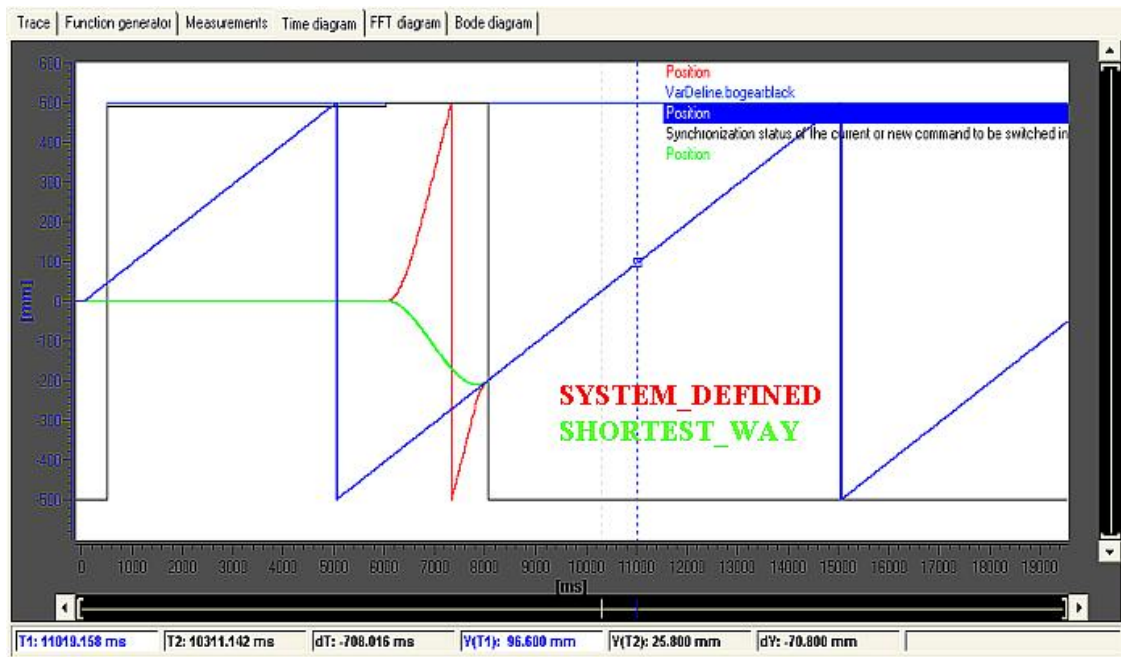 Trace Function generator Measurements Time diagram FFT diagram Bode diagram
600
500
400
300
200
100
0
-100
-200
-300
-400
-500
[mm]
Position
VarDeline.bogearblack
Position
Synchronization status of the current or new command to be switched in
Position
SYSTEM_DEFINED
SHORTEST_WAY
0 1000 2000 3000 4000 5000 6000 7000 8000 9000 10000 11000 12000 13000 14000 15000 16000 17000 18000 19000
[ms]
T1: 11019.158 ms T2: 10311.142 ms dT: -708.016 ms Y(T1): 96.600 mm Y(T2): 25.800 mm dY: -70.800 mm